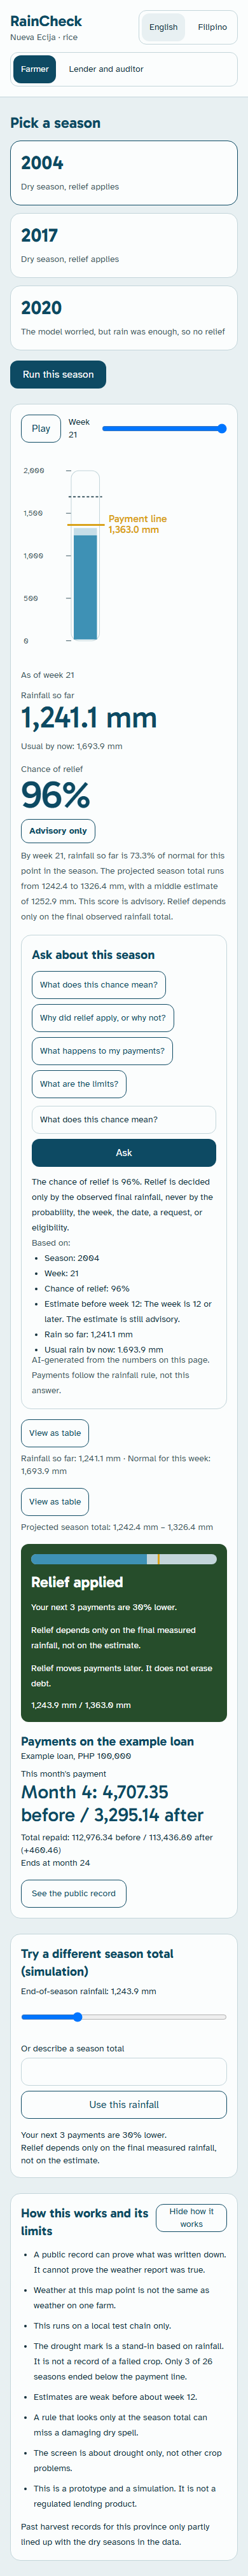 RainCheck
Nueva Ecija · rice
English
Filipino
Farmer
Lender and auditor
Pick a season
2004
Dry season, relief applies
2017
Dry season, relief applies
2020
The model worried, but rain was enough, so no relief
Run this season
Play
Week
21
2,000
1,500
1,000
500
0
Payment line
1,363.0 mm
As of week 21
Rainfall so far
1,241.1 mm
Usual by now: 1,693.9 mm
Chance of relief
96%
Advisory only
By week 21, rainfall so far is 73.3% of normal for this
point in the season. The projected season total runs
from 1242.4 to 1326.4 mm, with a middle estimate
of 1252.9 mm. This score is advisory. Relief depends
only on the final observed rainfall total.
Ask about this season
What does this chance mean?
Why did relief apply, or why not?
What happens to my payments?
What are the limits?
What does this chance mean?
Ask
The chance of relief is 96%. Relief is decided
only by the observed final rainfall, never by the
probability, the week, the date, a request, or
eligibility.
Based on:
• Season: 2004
• Week: 21
• Chance of relief: 96%
• Estimate before week 12: The week is 12 or
later. The estimate is still advisory.
• Rain so far: 1,241.1 mm
• Usual rain by now: 1,693.9 mm
AI-generated from the numbers on this page.
Payments follow the rainfall rule, not this
answer.
View as table
Rainfall so far: 1,241.1 mm · Normal for this week:
1,693.9 mm
View as table
Projected season total: 1,242.4 mm – 1,326.4 mm
Relief applied
Your next 3 payments are 30% lower.
Relief depends only on the final measured
rainfall, not on the estimate.
Relief moves payments later. It does not erase
debt.
1,243.9 mm / 1,363.0 mm
Payments on the example loan
Example loan, PHP 100,000
This month's payment
Month 4: 4,707.35
before / 3,295.14 after
Total repaid: 112,976.34 before / 113,436.80 after
(+460.46)
Ends at month 24
See the public record
Try a different season total
(simulation)
End-of-season rainfall: 1,243.9 mm
Or describe a season total
Use this rainfall
Your next 3 payments are 30% lower.
Relief depends only on the final measured rainfall,
not on the estimate.
How this works and its
limits
Hide how it
works
• A public record can prove what was written down.
It cannot prove the weather report was true.
• Weather at this map point is not the same as
weather on one farm.
• This runs on a local test chain only.
• The drought mark is a stand-in based on rainfall.
It is not a record of a failed crop. Only 3 of 26
seasons ended below the payment line.
• Estimates are weak before about week 12.
• A rule that looks only at the season total can
miss a damaging dry spell.
• The screen is about drought only, not other crop
problems.
• This is a prototype and a simulation. It is not a
regulated lending product.
Past harvest records for this province only partly
lined up with the dry seasons in the data.